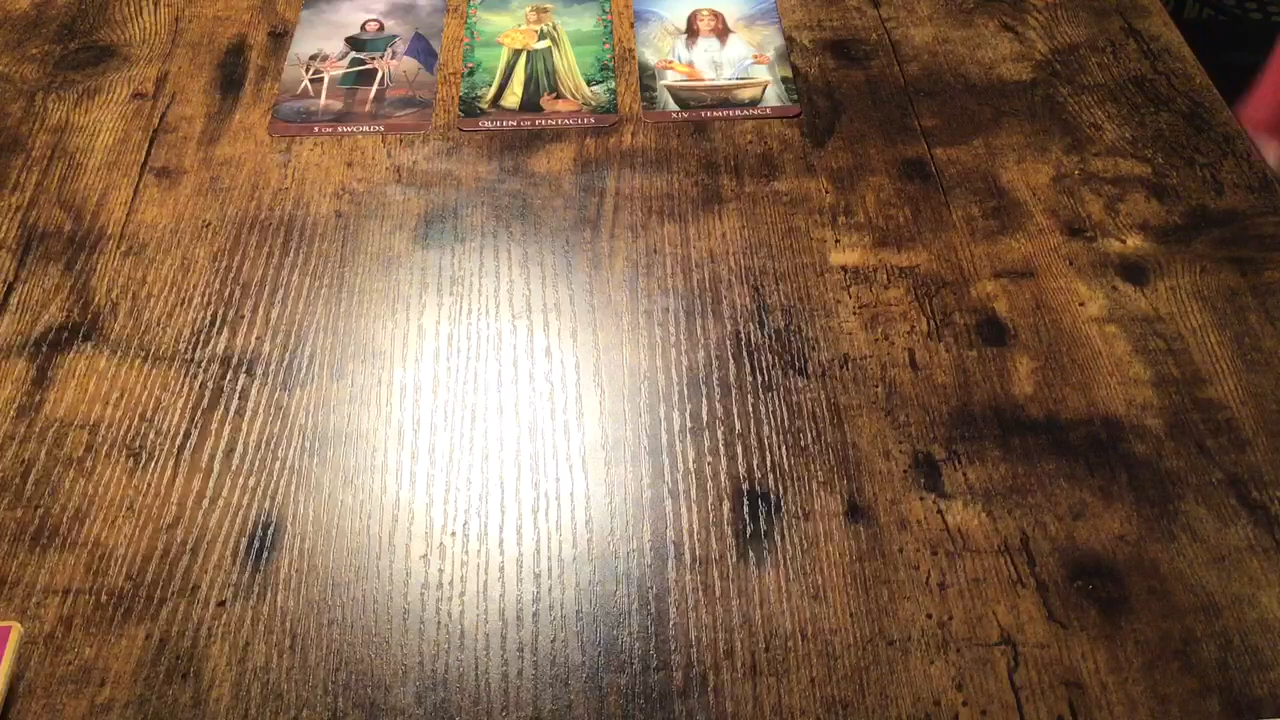 5 OF SWORDS
QUEEN OF PENTACLES
XIV - TEMPERANCE